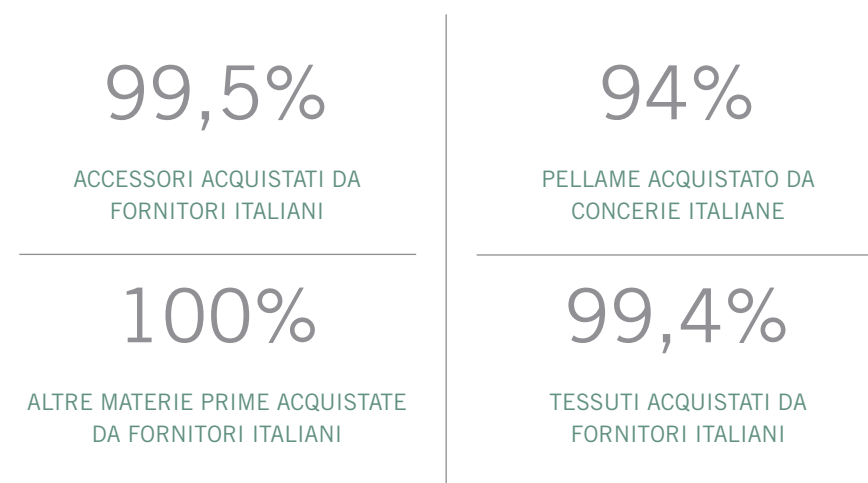 99,5%
ACCESSORI ACQUISTATI DA
FORNITORI ITALIANI
94%
PELLAME ACQUISTATO DA
CONCERIE ITALIANE
100%
ALTRE MATERIE PRIME ACQUISTATE
DA FORNITORI ITALIANI
99,4%
TESSUTI ACQUISTATI DA
FORNITORI ITALIANI